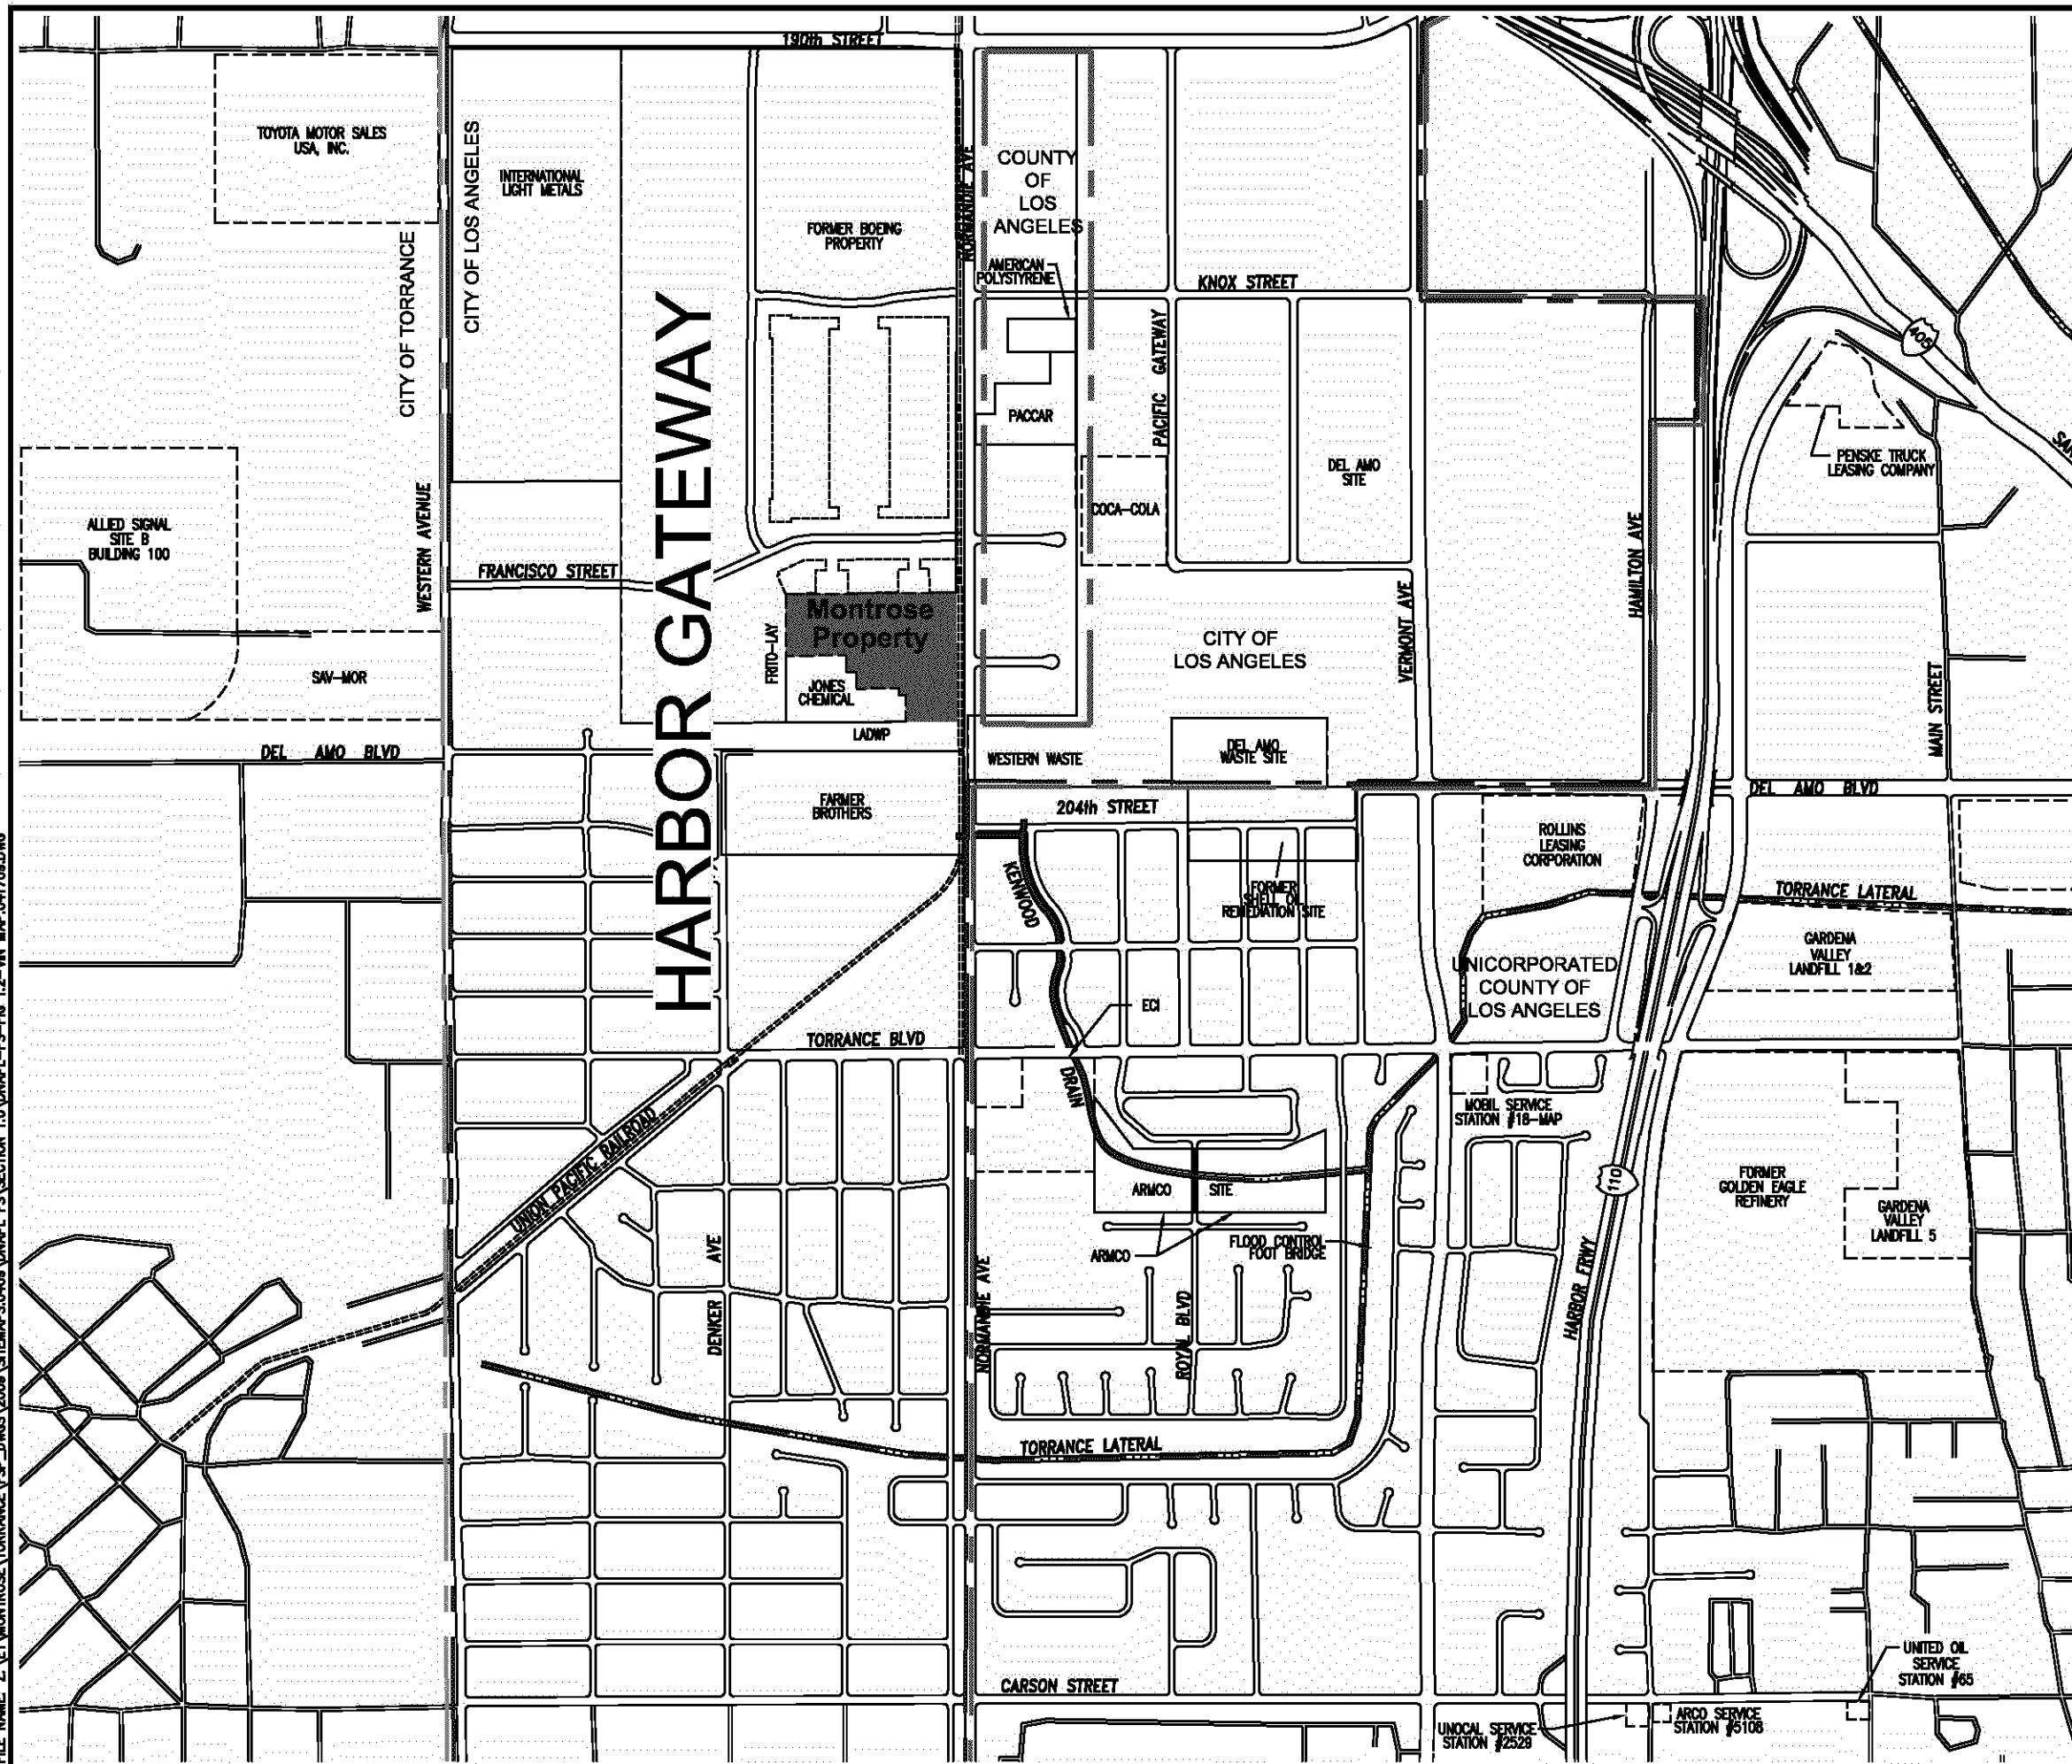 190th STREET
TOYOTA MOTOR SALES
USA, INC.
CITY OF TORRANCE
CITY OF LOS ANGELES
INTERNATIONAL
LIGHT METALS
FORMER BOEING
PROPERTY
NORMANDIE AVE
COUNTY
OF
LOS
ANGELES
AMERICAN
POLYSTYRENE
KNOX STREET
405
HARBOR GATEWAY
PACCAR
PACIFIC GATEWAY
DEL AMO
SITE
PENSKE TRUCK
LEASING COMPANY
ALLIED SIGNAL
SITE B
BUILDING 100
WESTERN AVENUE
COCA-COLA
FRANCISCO STREET
HAMILTON AVE
VERMONT AVE
Montrose
Property
FRITO-LAY
CITY OF
LOS ANGELES
SAV-MOR
JONES
CHEMICAL
MAIN STREET
LADWP
DEL AMO BLVD
WESTERN WASTE
DEL AMO
WASTE SITE
DEL AMO BLVD
FARMER
BROTHERS
204th STREET
ROLLINS
LEASING
CORPORATION
KENWOOD
FORMER
SHELL OIL
REMEDIATION SITE
TORRANCE LATERAL
GARDENA
VALLEY
LANDFILL 1&2
UNICORPORATED
COUNTY OF
LOS ANGELES
ECI
TORRANCE BLVD
DRAIN
MOBIL SERVICE
STATION #18-MAP
UNION PACIFIC RAILROAD
ARMCO SITE
110
FORMER
GOLDEN EAGLE
REFINERY
GARDENA
VALLEY
LANDFILL 5
ARMCO
FLOOD CONTROL
FOOT BRIDGE
DENKER AVE
NORMANDIE AVE
ROYAL BLVD
HARBOR FRWY
TORRANCE LATERAL
CARSON STREET
UNITED OIL
SERVICE
STATION #65
UNOCAL SERVICE
STATION #2529
ARCO SERVICE
STATION #5108